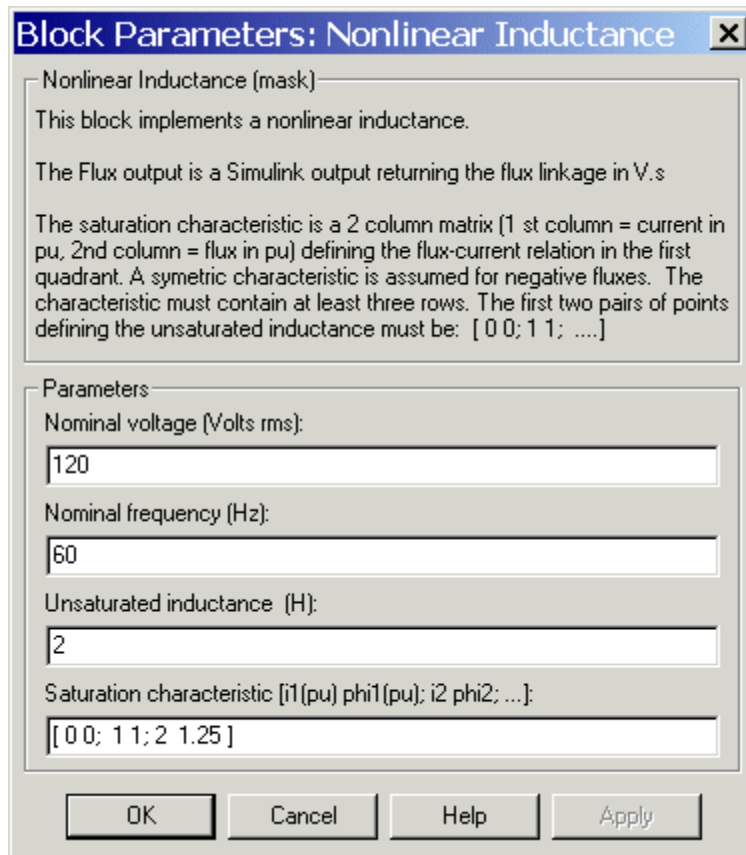 Block Parameters: Nonlinear Inductance
Nonlinear Inductance (mask)
This block implements a nonlinear inductance.
The Flux output is a Simulink output returning the flux linkage in V.s
The saturation characteristic is a 2 column matrix (1 st column = current in
pu, 2nd column = flux in pu) defining the flux-current relation in the first
quadrant. A symetric characteristic is assumed for negative fluxes.  The
characteristic must contain at least three rows. The first two pairs of points
defining the unsaturated inductance must be:  [ 0 0; 1 1;  ....]
Parameters
Nominal voltage (Volts rms):
120
Nominal frequency (Hz):
60
Unsaturated inductance  (H):
2
Saturation characteristic [i1(pu) phi1(pu); i2 phi2; ...]:
[ 0 0;  1 1; 2  1.25 ]
OK Cancel Help Apply